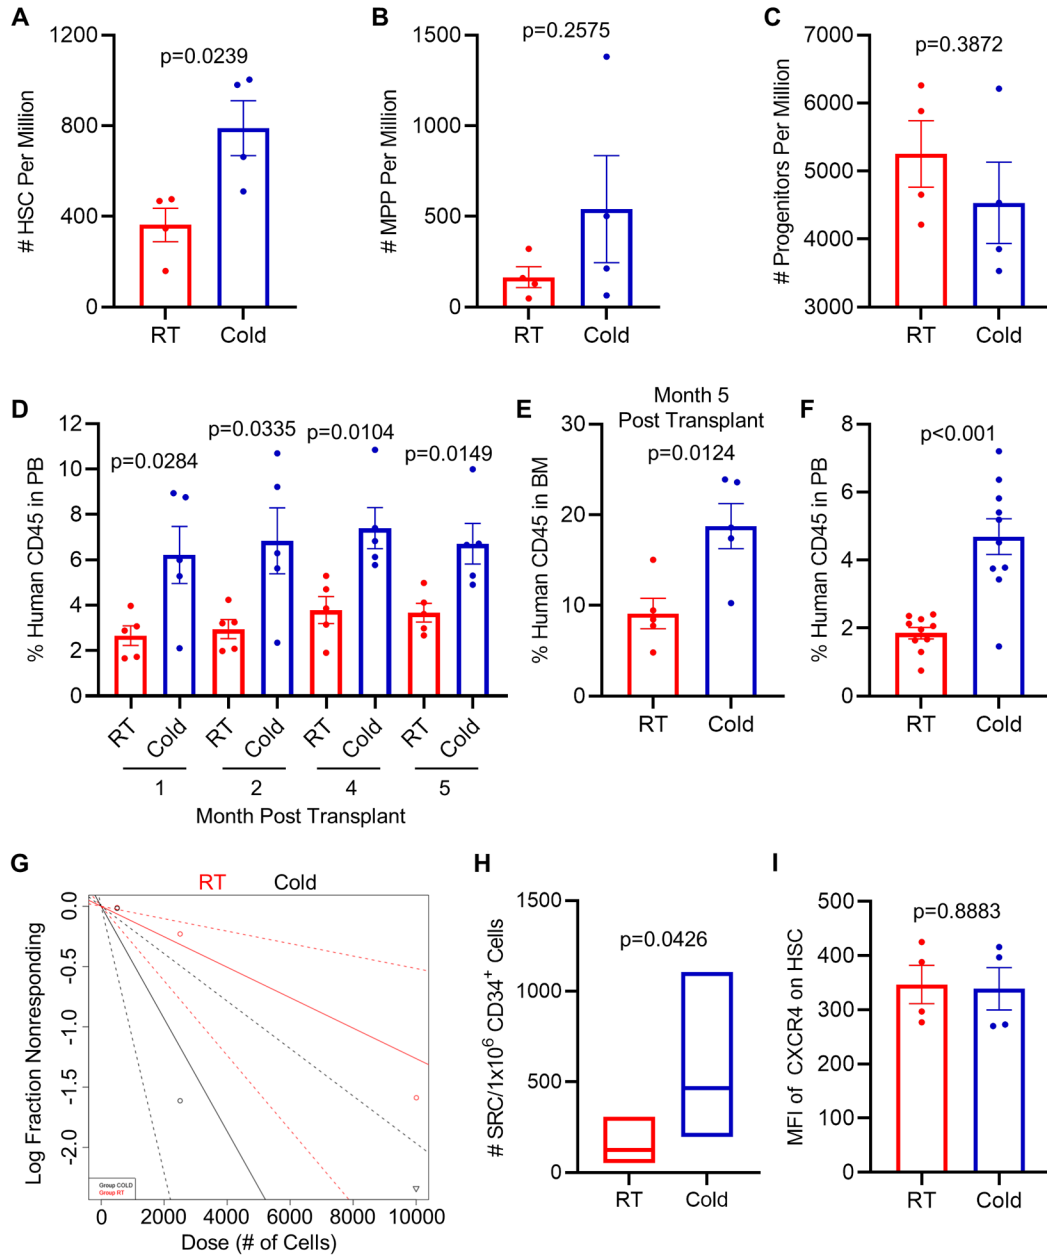 A
# HSC Per Million
1200
800
400
0
p=0.0239
RT
Cold
B
# MPP Per Million
1500
1000
500
0
p=0.2575
RT
Cold
C
# Progenitors Per Million
7000
6000
5000
4000
3000
p=0.3872
RT
Cold
D
% Human CD45 in PB
12
10
8
6
4
2
0
p=0.0284
p=0.0335
p=0.0104
p=0.0149
RT
Cold
RT
Cold
RT
Cold
RT
Cold
1
2
4
5
Month Post Transplant
E
Month 5
Post Transplant
p=0.0124
% Human CD45 in BM
30
20
10
0
RT
Cold
F
% Human CD45 in PB
8
6
4
2
0
p<0.001
RT
Cold
G
RT
Cold
Log Fraction Nonresponding
0.0
-0.5
-1.0
-1.5
-2.0
Group COLD
Group RT
0
2000
4000
6000
8000
10000
Dose (# of Cells)
H
# SRC/1x10⁶ CD34⁺ Cells
1500
1000
500
0
p=0.0426
RT
Cold
I
MFI of CXCR4 on HSC
500
400
300
200
100
0
p=0.8883
RT
Cold